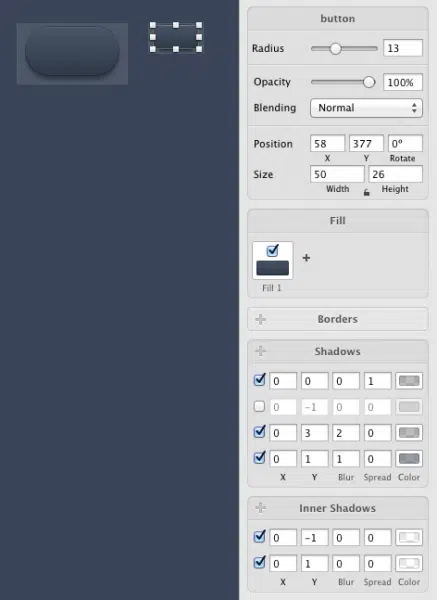 button
Radius 13
Opacity 100%
Blending Normal
Position 58 377 0°
X Y Rotate
Size 50 26
Width Height
Fill
+
Fill 1
Borders
Shadows
0 0 0 1
0 -1 0 0
0 3 2 0
0 1 1 0
X Y Blur Spread Color
Inner Shadows
0 -1 0 0
0 1 0 0
X Y Blur Spread Color